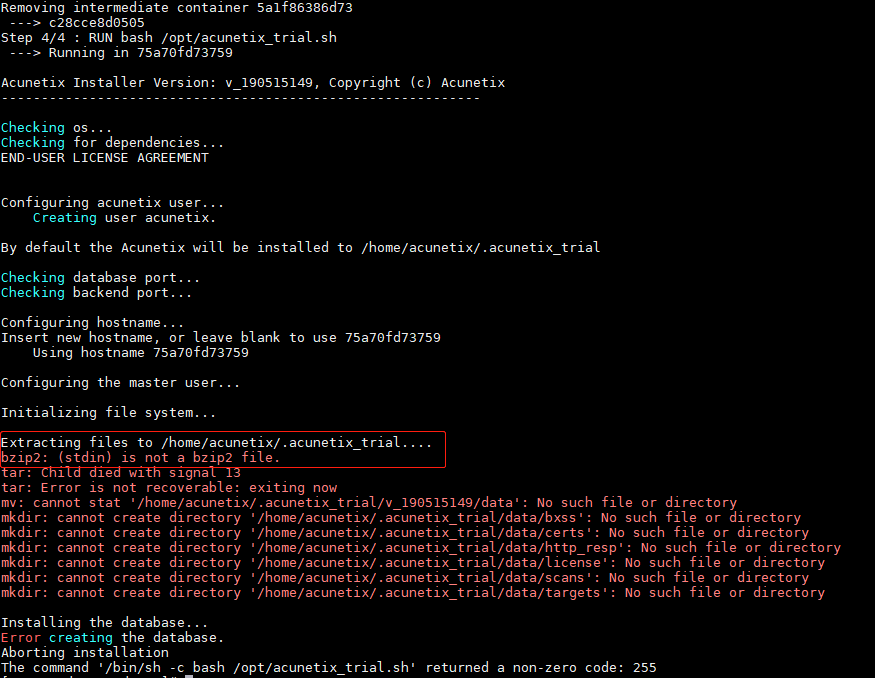 Removing intermediate container 5a1f86386d73
---> c28cce8d0505
Step 4/4 : RUN bash /opt/acunetix_trial.sh
---> Running in 75a70fd73759
Acunetix Installer Version: v_190515149, Copyright (c) Acunetix
------------------------------------------------------------
Checking os...
Checking for dependencies...
END-USER LICENSE AGREEMENT
Configuring acunetix user...
Creating user acunetix.
By default the Acunetix will be installed to /home/acunetix/.acunetix_trial
Checking database port...
Checking backend port...
Configuring hostname...
Insert new hostname, or leave blank to use 75a70fd73759
Using hostname 75a70fd73759
Configuring the master user...
Initializing file system...
Extracting files to /home/acunetix/.acunetix_trial....
bzip2: (stdin) is not a bzip2 file.
tar: Child died with signal 13
tar: Error is not recoverable: exiting now
mv: cannot stat '/home/acunetix/.acunetix_trial/v_190515149/data': No such file or directory
mkdir: cannot create directory '/home/acunetix/.acunetix_trial/data/bxss': No such file or directory
mkdir: cannot create directory '/home/acunetix/.acunetix_trial/data/certs': No such file or directory
mkdir: cannot create directory '/home/acunetix/.acunetix_trial/data/http_resp': No such file or directory
mkdir: cannot create directory '/home/acunetix/.acunetix_trial/data/license': No such file or directory
mkdir: cannot create directory '/home/acunetix/.acunetix_trial/data/scans': No such file or directory
mkdir: cannot create directory '/home/acunetix/.acunetix_trial/data/targets': No such file or directory
Installing the database...
Error creating the database.
Aborting installation
The command '/bin/sh -c bash /opt/acunetix_trial.sh' returned a non-zero code: 255